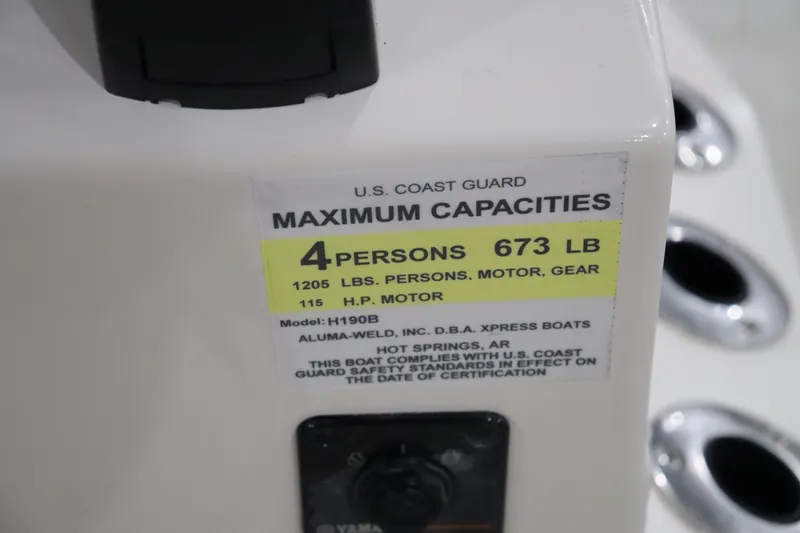 U.S. COAST GUARD
MAXIMUM CAPACITIES
4 PERSONS 673 LB
1205 LBS. PERSONS, MOTOR, GEAR
115 H.P. MOTOR
Model: H190B
ALUMA-WELD, INC. D.B.A. XPRESS BOATS
HOT SPRINGS, AR
THIS BOAT COMPLIES WITH U.S. COAST
GUARD SAFETY STANDARDS IN EFFECT ON
THE DATE OF CERTIFICATION
YAMA